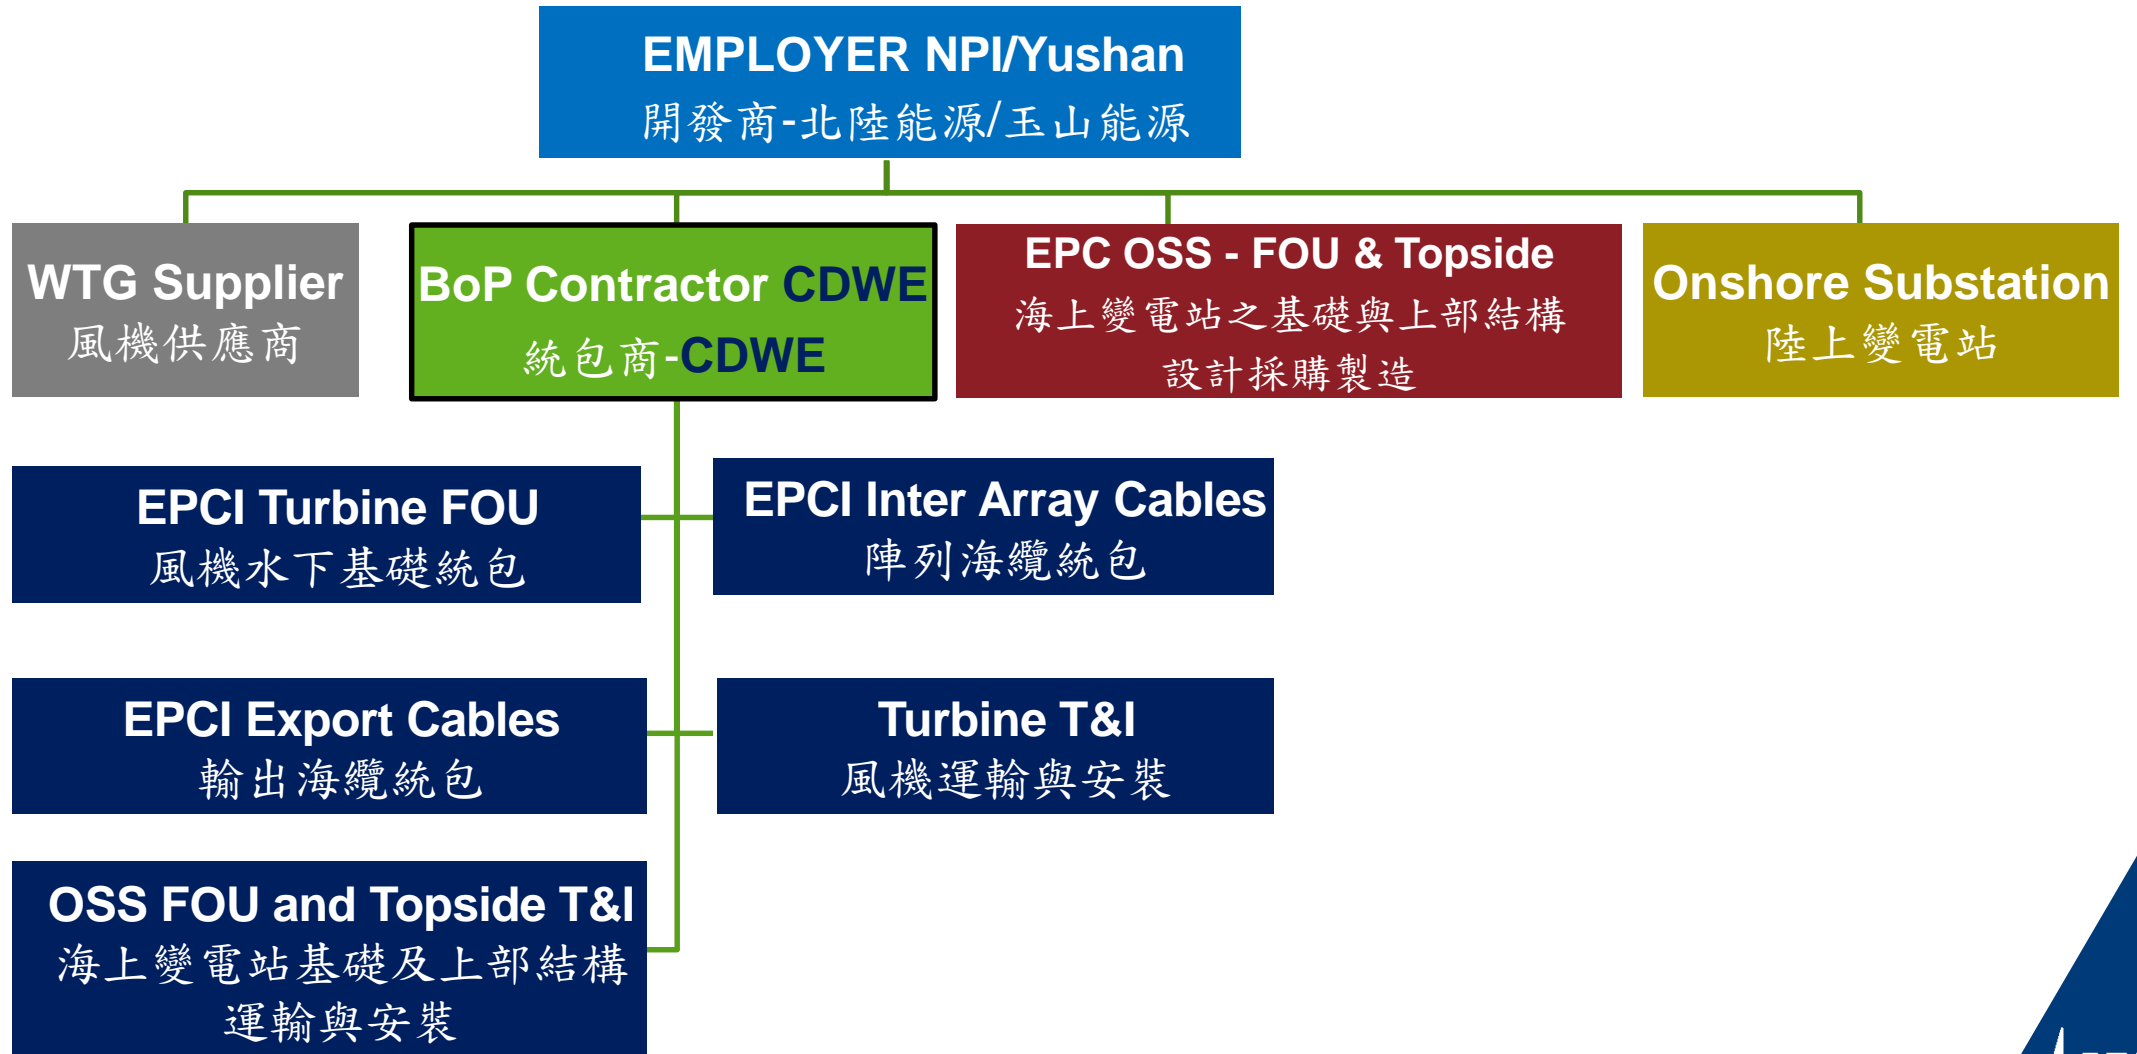 EMPLOYER NPI/Yushan
開發商-北陸能源/玉山能源
WTG Supplier
風機供應商
BoP Contractor CDWE
統包商-CDWE
EPC OSS - FOU & Topside
海上變電站之基礎與上部結構
設計採購製造
Onshore Substation
陸上變電站
EPCI Turbine FOU
風機水下基礎統包
EPCI Inter Array Cables
陣列海纜統包
EPCI Export Cables
輸出海纜統包
Turbine T&I
風機運輸與安裝
OSS FOU and Topside T&I
海上變電站基礎及上部結構
運輸與安裝